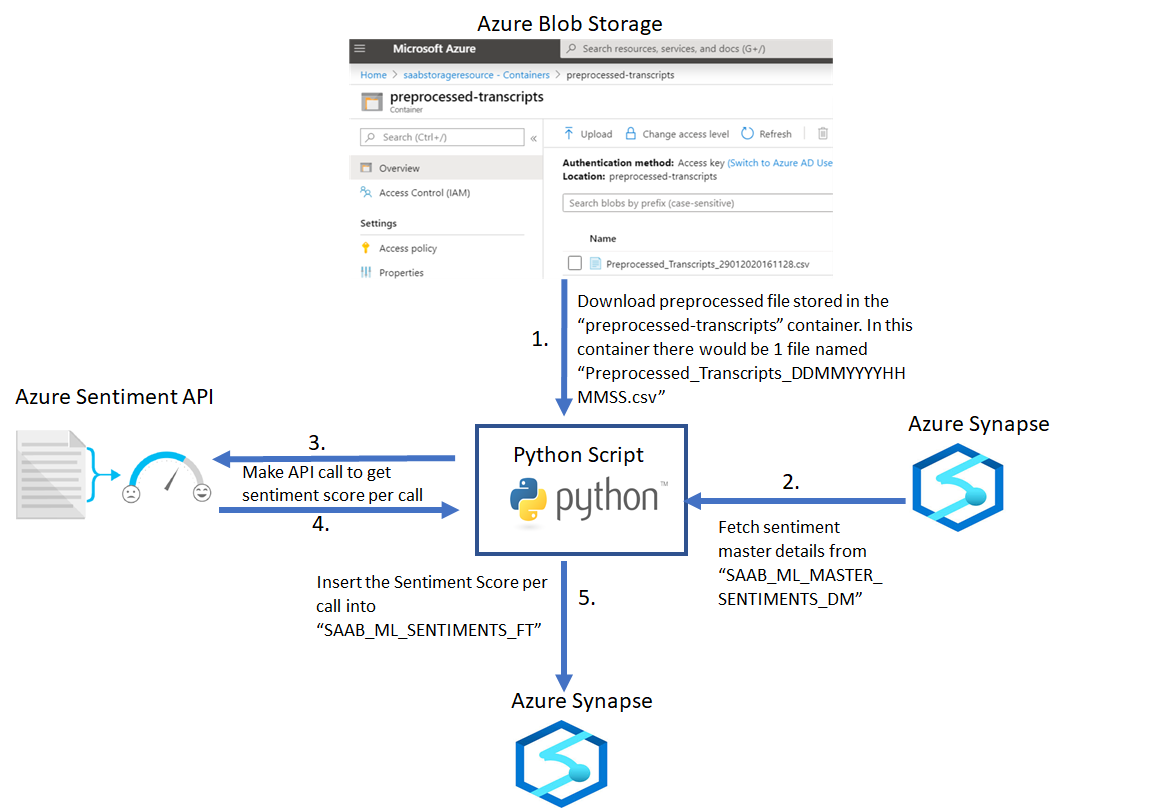 Azure Blob Storage
Microsoft Azure
Search resources, services, and docs (G+/)
Home > saabstorageresource - Containers > preprocessed-transcripts
preprocessed-transcripts
Container
Search (Ctrl+/)
«
Upload
Change access level
Refresh
Overview
Access Control (IAM)
Settings
Access policy
Properties
Authentication method: Access key (Switch to Azure AD Use
Location: preprocessed-transcripts
Search blobs by prefix (case-sensitive)
Name
Preprocessed_Transcripts_29012020161128.csv
1.
Download preprocessed file stored in the
“preprocessed-transcripts” container. In this
container there would be 1 file named
“Preprocessed_Transcripts_DDMMYYYYHH
MMSS.csv”
Azure Sentiment API
3.
Make API call to get
sentiment score per call
4.
Python Script
python™
Azure Synapse
2.
Fetch sentiment
master details from
“SAAB_ML_MASTER_
SENTIMENTS_DM”
Insert the Sentiment Score per
call into
“SAAB_ML_SENTIMENTS_FT”
5.
Azure Synapse